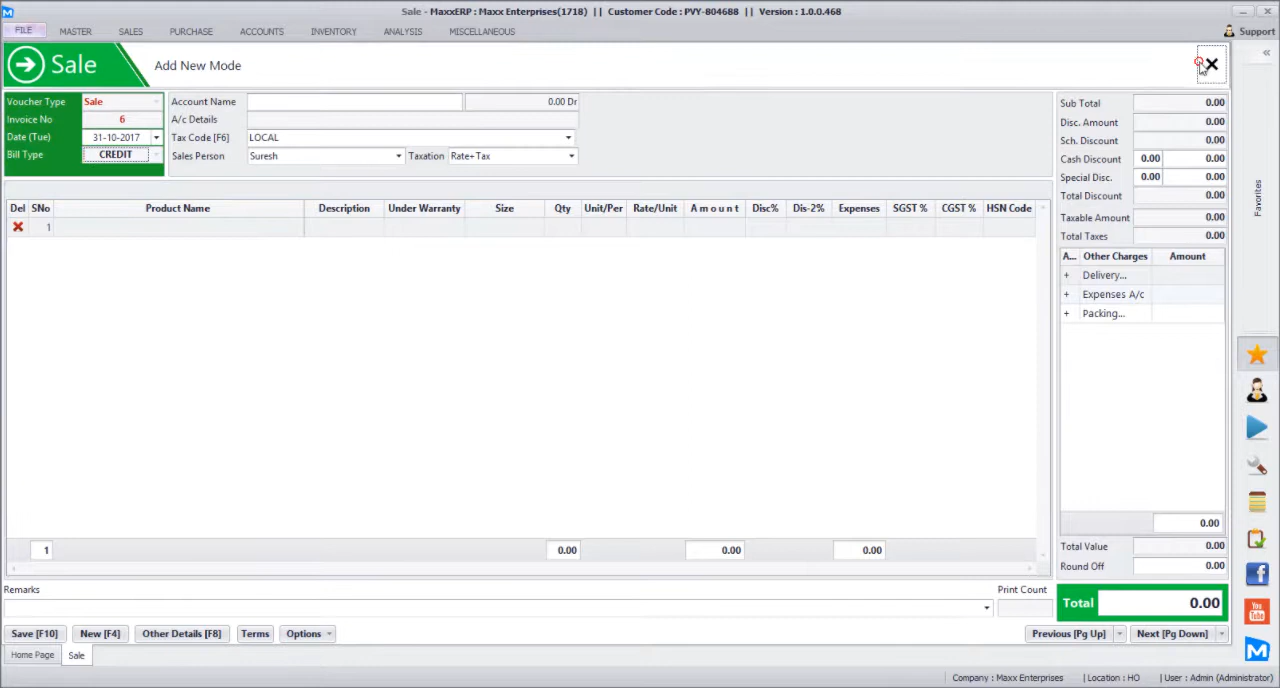 Sale - MaxxERP : Maxx Enterprises(1718)  ||  Customer Code : PVY-804688  ||  Version : 1.0.0.468
FILE MASTER SALES PURCHASE ACCOUNTS INVENTORY ANALYSIS MISCELLANEOUS Support
Sale Add New Mode
Voucher Type Sale Account Name 0.00 Dr Sub Total 0.00
Invoice No 6 A/c Details Disc. Amount 0.00
Date (Tue) 31-10-2017 Tax Code [F6] LOCAL Sch. Discount 0.00
Bill Type CREDIT Sales Person Suresh Taxation Rate+Tax Cash Discount 0.00 0.00
Special Disc. 0.00 0.00
Total Discount 0.00
Del SNo Product Name Description Under Warranty Size Qty Unit/Per Rate/Unit A m o u n t Disc% Dis-2% Expenses SGST % CGST % HSN Code
1
Taxable Amount 0.00
Total Taxes 0.00
A... Other Charges Amount
+ Delivery...
+ Expenses A/c
+ Packing...
0.00
1 0.00 0.00 0.00
Total Value 0.00
Round Off 0.00
Favorites
Remarks Print Count
Total 0.00
Save [F10] New [F4] Other Details [F8] Terms Options Previous [Pg Up] Next [Pg Down]
Home Page Sale
Company : Maxx Enterprises | Location : HO | User : Admin (Administrator)
You
Tube